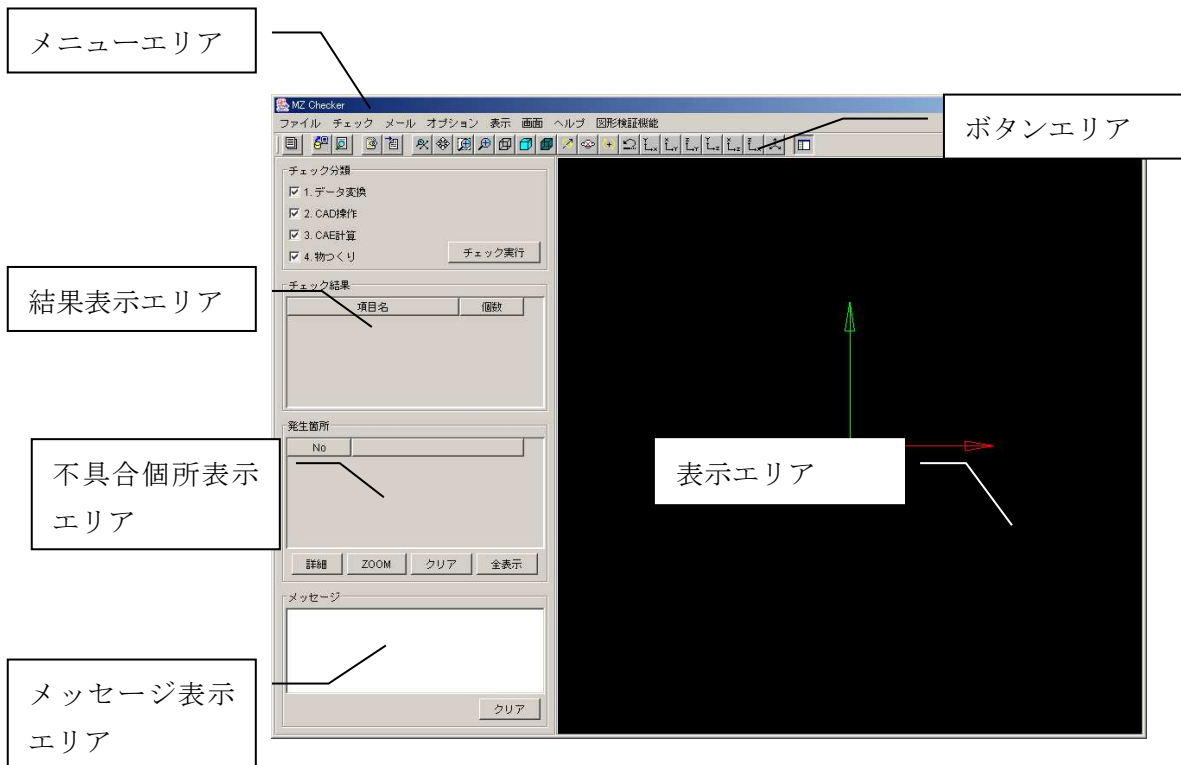 メニューエリア
MZ Checker
ファイル チェック メール オプション 表示 画面 ヘルプ 図形検証機能
ボタンエリア
チェック分類
1. データ変換
2. CAD操作
3. CAE計算
4. 物つくり
チェック実行
結果表示エリア
チェック結果
項目名 個数
発生箇所
No
不具合個所表示
エリア
表示エリア
詳細 ZOOM クリア 全表示
メッセージ
メッセージ表示
エリア
クリア